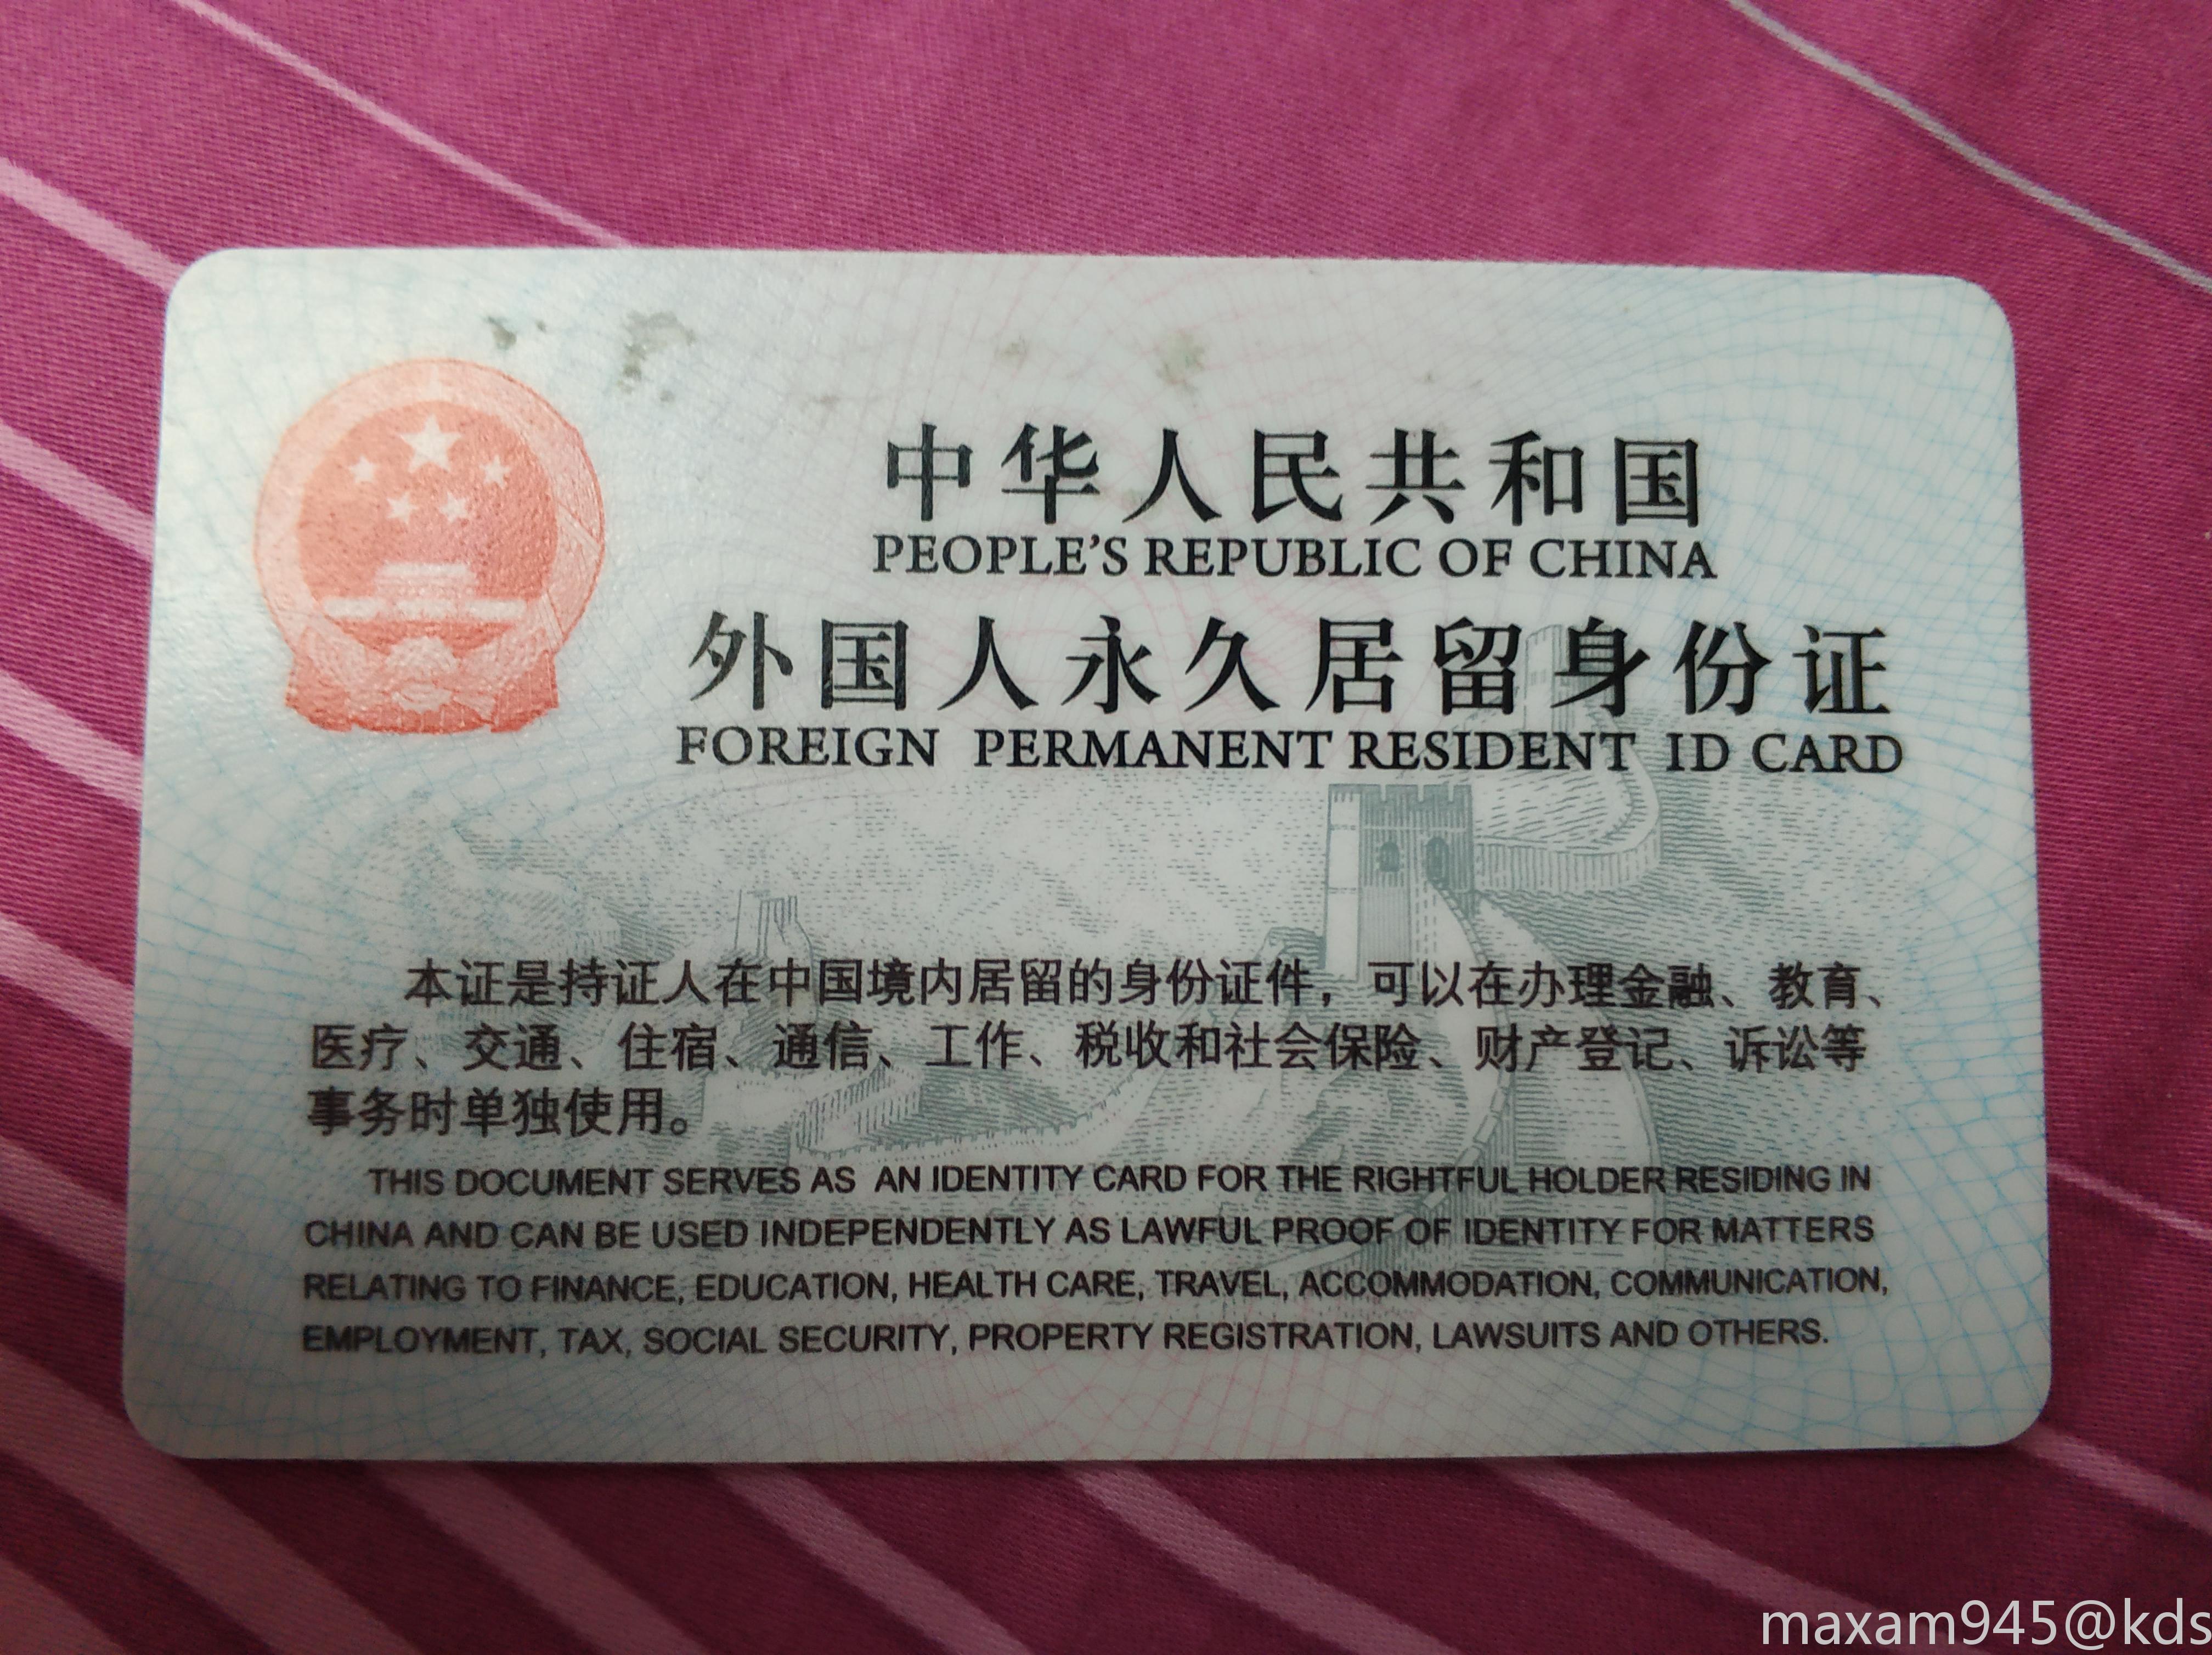 中华人民共和国
PEOPLE'S REPUBLIC OF CHINA
外国人永久居留身份证
FOREIGN PERMANENT RESIDENT ID CARD
本证是持证人在中国境内居留的身份证件，可以在办理金融、教育、
医疗、交通、住宿、通信、工作、税收和社会保险、财产登记、诉讼等
事务时单独使用。
THIS DOCUMENT SERVES AS AN IDENTITY CARD FOR THE RIGHTFUL HOLDER RESIDING IN
CHINA AND CAN BE USED INDEPENDENTLY AS LAWFUL PROOF OF IDENTITY FOR MATTERS
RELATING TO FINANCE, EDUCATION, HEALTH CARE, TRAVEL, ACCOMMODATION, COMMUNICATION,
EMPLOYMENT, TAX, SOCIAL SECURITY, PROPERTY REGISTRATION, LAWSUITS AND OTHERS.
maxam945@kds